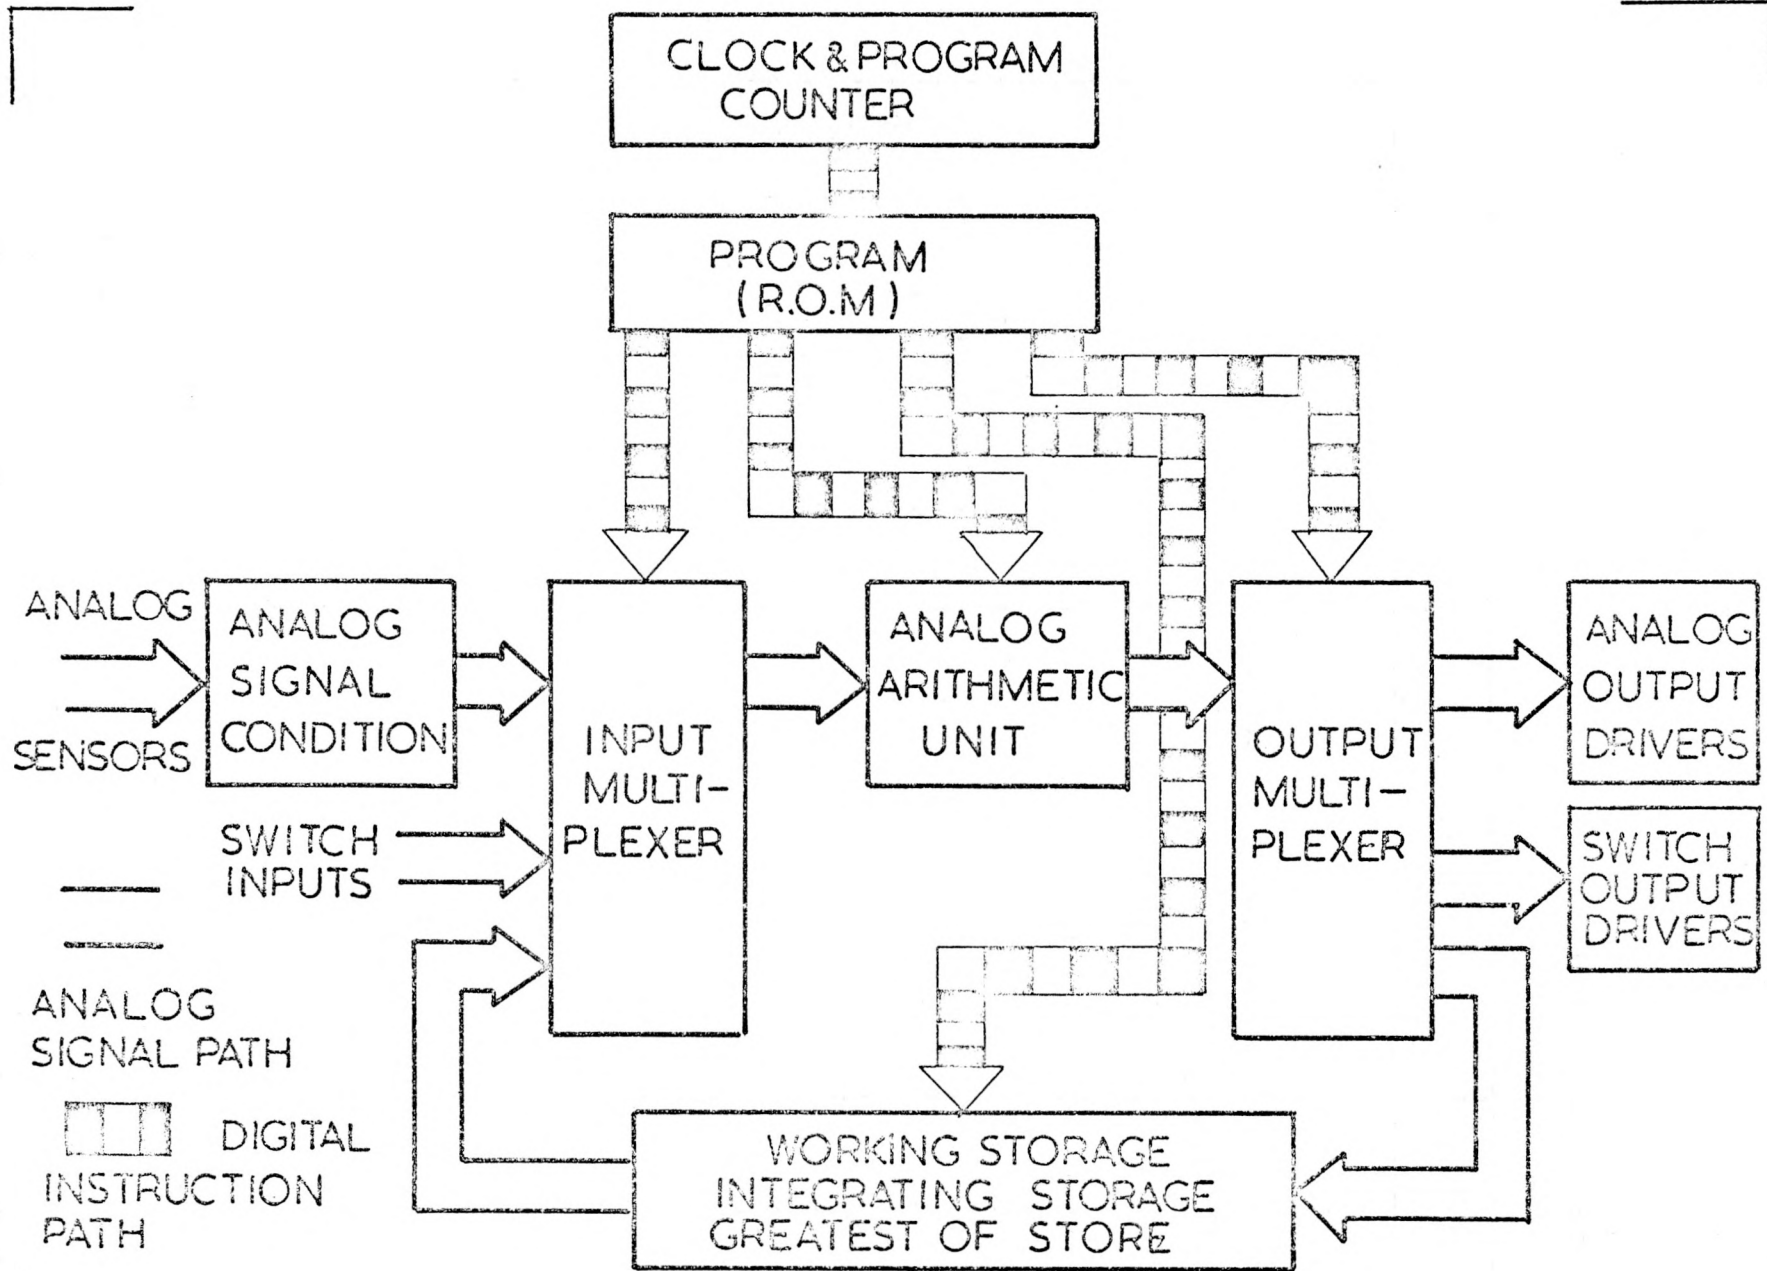 CLOCK & PROGRAM
COUNTER
PROGRAM
(R.O.M)
ANALOG
SENSORS
ANALOG
SIGNAL
CONDITION
SWITCH
INPUTS
INPUT
MULTI-
PLEXER
ANALOG
ARITHMETIC
UNIT
OUTPUT
MULTI-
PLEXER
ANALOG
OUTPUT
DRIVERS
SWITCH
OUTPUT
DRIVERS
ANALOG
SIGNAL PATH
DIGITAL
INSTRUCTION
PATH
WORKING STORAGE
INTEGRATING STORAGE
GREATEST OF STORE